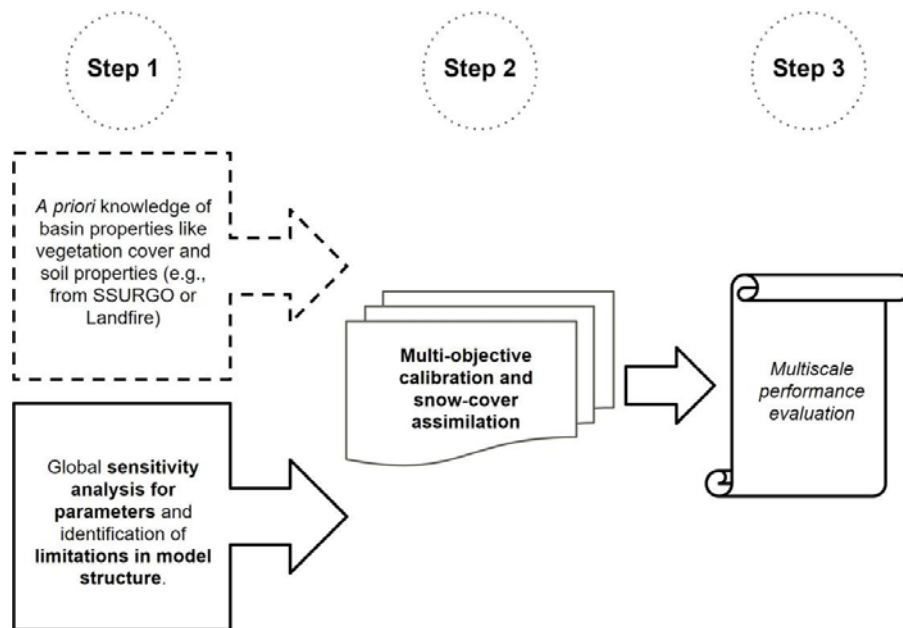 Step 1
Step 2
Step 3
A priori knowledge of
basin properties like
vegetation cover and
soil properties (e.g.,
from SSURGO or
Landfire)
Global sensitivity
analysis for
parameters and
identification of
limitations in model
structure.
Multi-objective
calibration and
snow-cover
assimilation
Multiscale
performance
evaluation